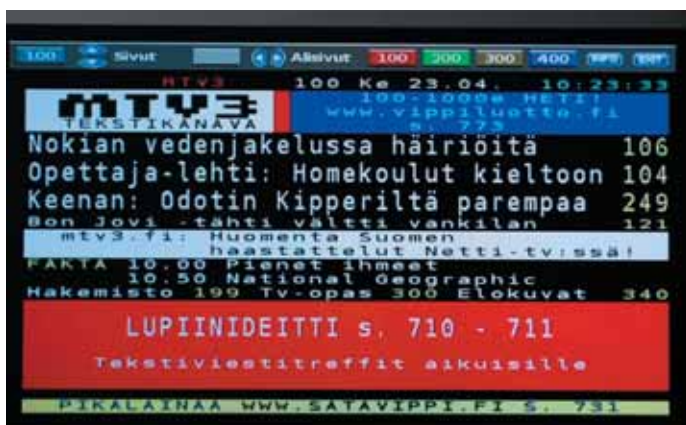 100 Sivut Alisivut 100 200 300 400 INFO EXIT
MTV3 100 Ke 23.04. 10:23:33
mTV3 TEKSTIKANAVA
100-1000e HETI!
www.vippiluotto.fi
s. 773
Nokian vedenjakelussa häiriöitä 106
Opettaja-lehti: Homekoulut kieltoon 104
Keenan: Odotin Kipperiltä parempaa 249
Bon Jovi -tähti vältti vankilan 121
mtv3.fi: Huomenta Suomen
haastattelut Netti-tv:ssä!
FAKTA 10.00 Pienet ihmeet
10.50 National Geographic
Hakemisto 199 Tv-opas 300 Elokuvat 340
LUPIINIDEITTI s. 710 - 711
Tekstiviestitreffit aikuisille
PIKALAINAA WWW.SATAVIPPI.FI S. 731